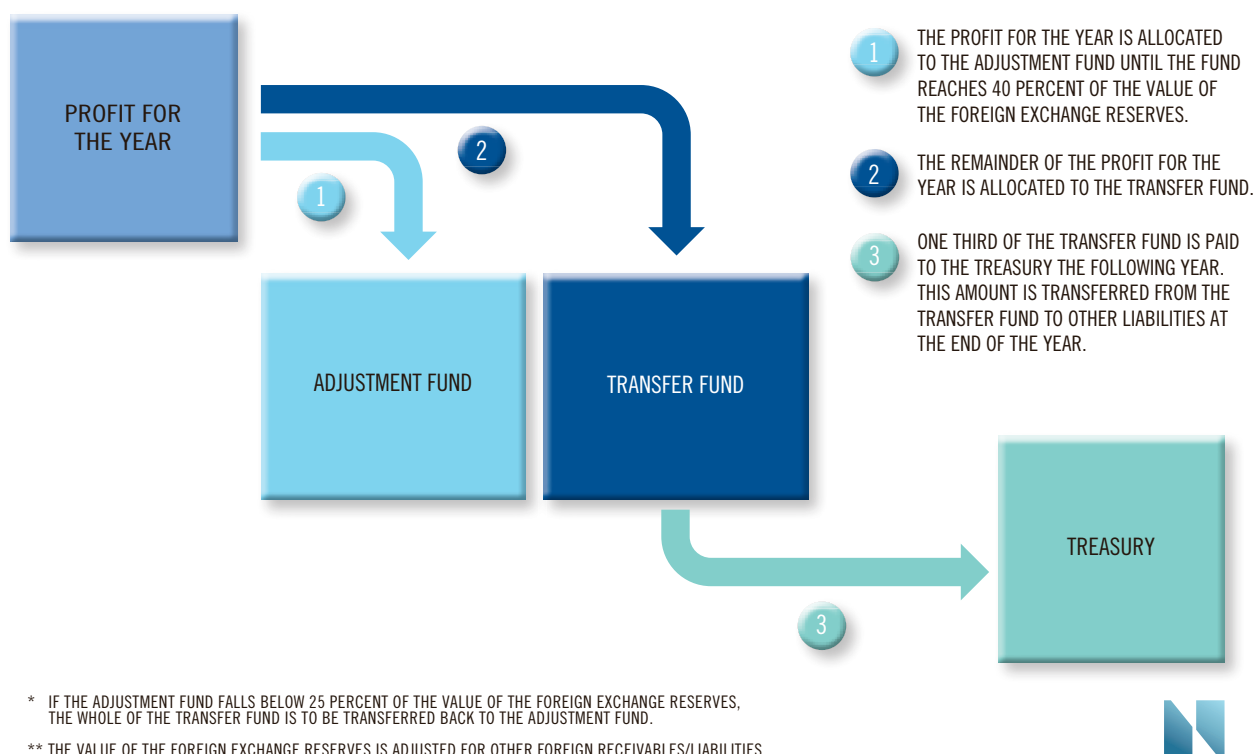 PROFIT FOR
THE YEAR
1
2
ADJUSTMENT FUND
TRANSFER FUND
3
TREASURY
1
THE PROFIT FOR THE YEAR IS ALLOCATED
TO THE ADJUSTMENT FUND UNTIL THE FUND
REACHES 40 PERCENT OF THE VALUE OF
THE FOREIGN EXCHANGE RESERVES.
2
THE REMAINDER OF THE PROFIT FOR THE
YEAR IS ALLOCATED TO THE TRANSFER FUND.
3
ONE THIRD OF THE TRANSFER FUND IS PAID
TO THE TREASURY THE FOLLOWING YEAR.
THIS AMOUNT IS TRANSFERRED FROM THE
TRANSFER FUND TO OTHER LIABILITIES AT
THE END OF THE YEAR.
* IF THE ADJUSTMENT FUND FALLS BELOW 25 PERCENT OF THE VALUE OF THE FOREIGN EXCHANGE RESERVES,
THE WHOLE OF THE TRANSFER FUND IS TO BE TRANSFERRED BACK TO THE ADJUSTMENT FUND.
** THE VALUE OF THE FOREIGN EXCHANGE RESERVES IS ADJUSTED FOR OTHER FOREIGN RECEIVABLES/LIABILITIES